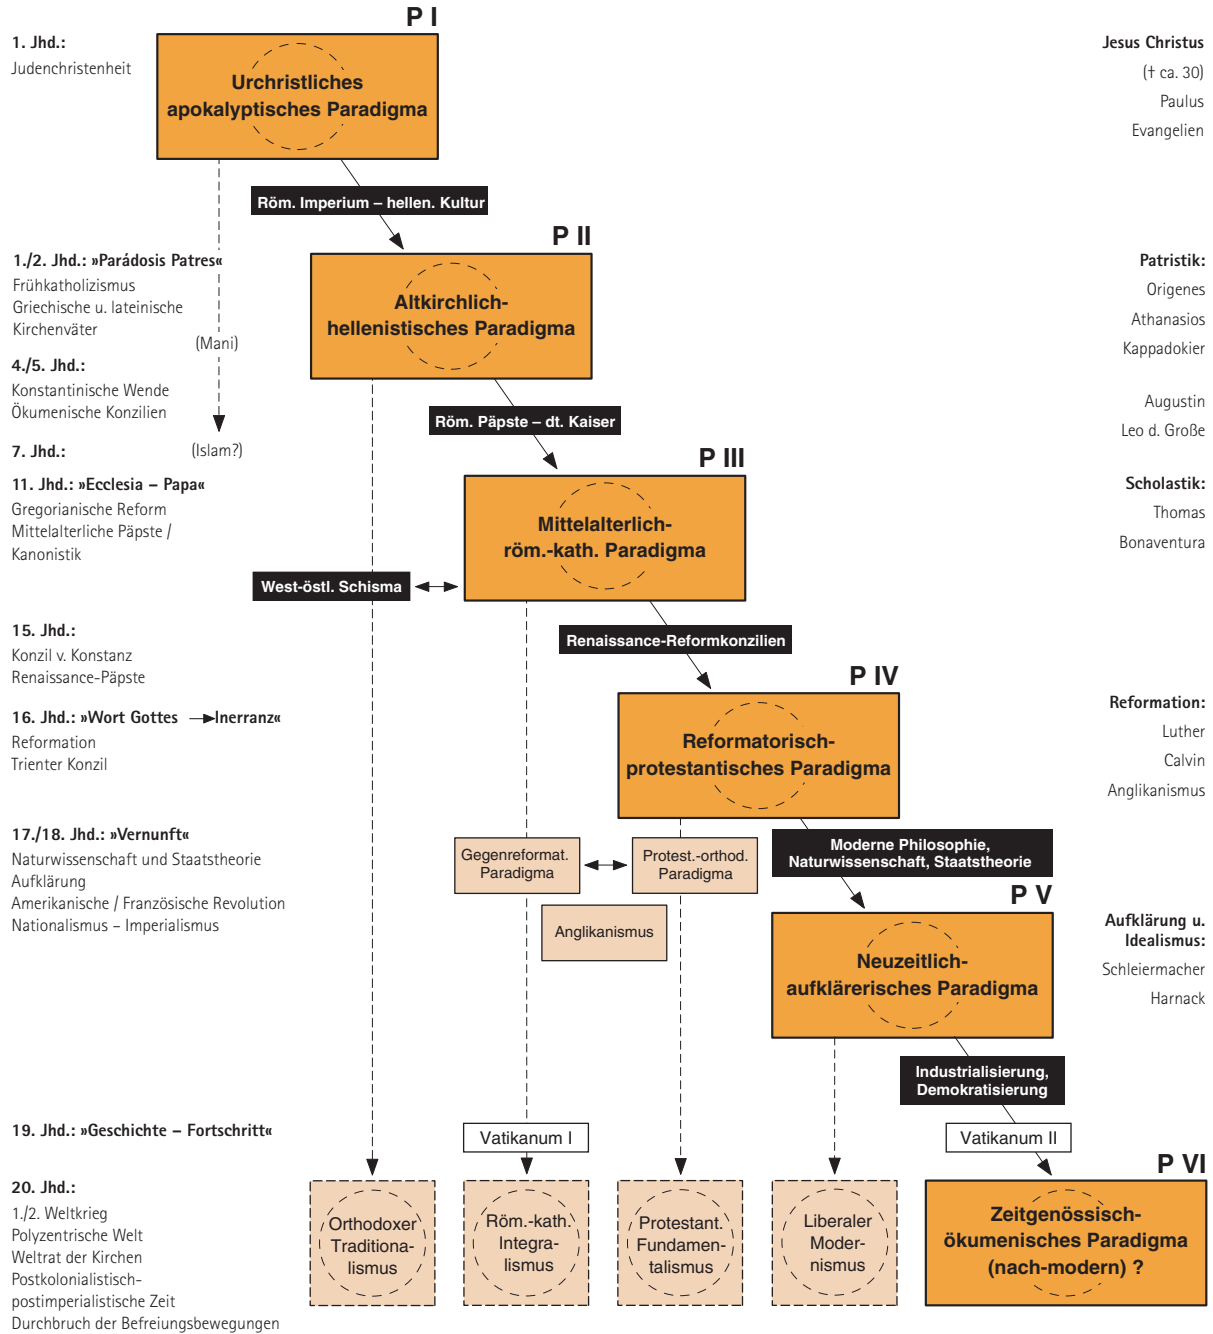 P I
1. Jhd.:
Judenchristenheit
Urchristliches
apokalyptisches Paradigma
Jesus Christus
(† ca. 30)
Paulus
Evangelien
Röm. Imperium – hellen. Kultur
P II
1./2. Jhd.: »Parádosis Patres«
Frühkatholizismus
Griechische u. lateinische
Kirchenväter
(Mani)
4./5. Jhd.:
Konstantinische Wende
Ökumenische Konzilien
7. Jhd.:
(Islam?)
Altkirchlich-
hellenistisches Paradigma
Patristik:
Origenes
Athanasios
Kappadokier
Augustin
Leo d. Große
Röm. Päpste – dt. Kaiser
P III
11. Jhd.: »Ecclesia – Papa«
Gregorianische Reform
Mittelalterliche Päpste /
Kanonistik
Mittelalterlich-
röm.-kath. Paradigma
Scholastik:
Thomas
Bonaventura
West-östl. Schisma
15. Jhd.:
Konzil v. Konstanz
Renaissance-Päpste
Renaissance-Reformkonzilien
P IV
16. Jhd.: »Wort Gottes → Inerranz«
Reformation
Trienter Konzil
Reformatorisch-
protestantisches Paradigma
Reformation:
Luther
Calvin
Anglikanismus
17./18. Jhd.: »Vernunft«
Naturwissenschaft und Staatstheorie
Aufklärung
Amerikanische / Französische Revolution
Nationalismus – Imperialismus
Gegenreformat.
Paradigma
Protest.-orthod.
Paradigma
Anglikanismus
Moderne Philosophie,
Naturwissenschaft, Staatstheorie
P V
Neuzeitlich-
aufklärerisches Paradigma
Aufklärung u.
Idealismus:
Schleiermacher
Harnack
Industrialisierung,
Demokratisierung
19. Jhd.: »Geschichte – Fortschritt«
Vatikanum I
Vatikanum II
P VI
20. Jhd.:
1./2. Weltkrieg
Polyzentrische Welt
Weltrat der Kirchen
Postkolonialistisch-
postimperialistische Zeit
Durchbruch der Befreiungsbewegungen
Orthodoxer
Traditiona-
lismus
Röm.-kath.
Integra-
lismus
Protestant.
Fundamen-
talismus
Liberaler
Moder-
nismus
Zeitgenössisch-
ökumenisches Paradigma
(nach-modern) ?